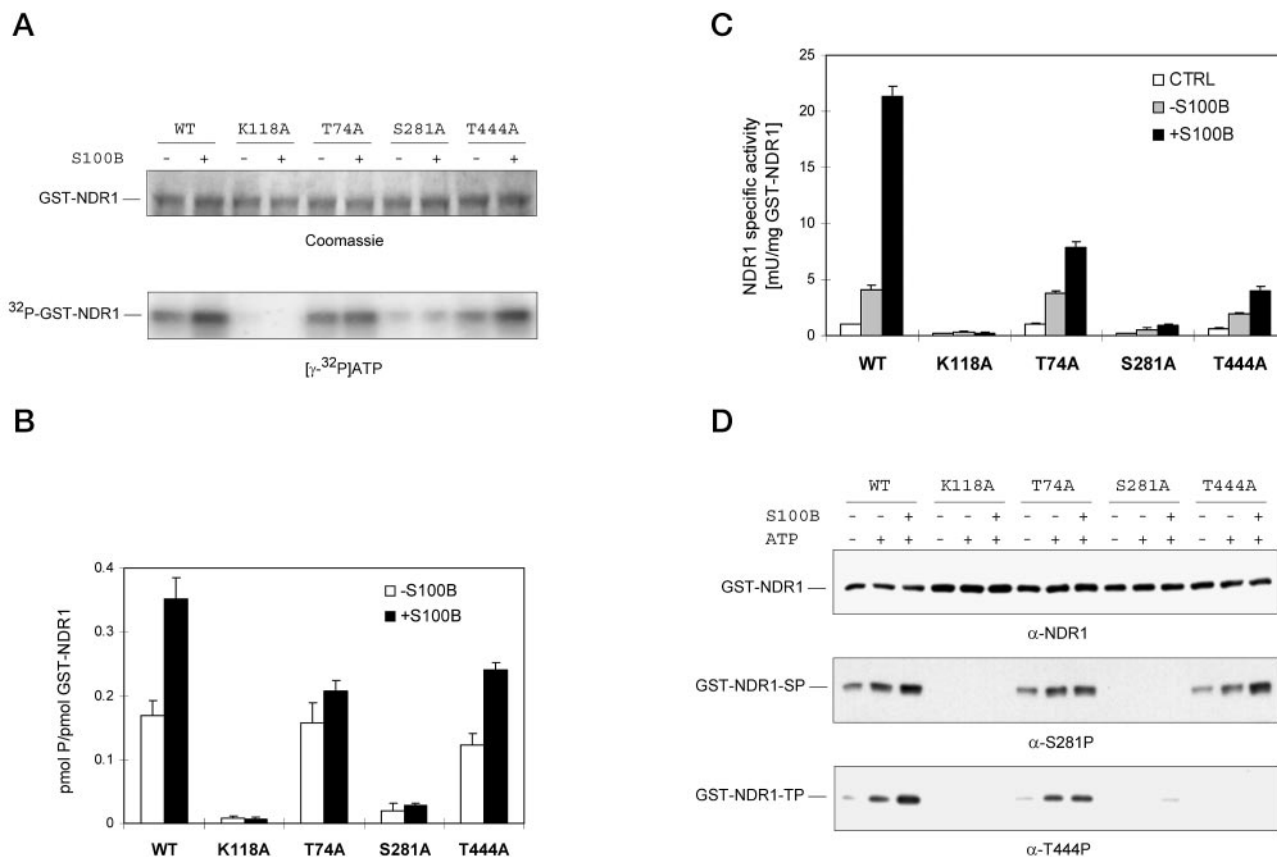 A
WT K118A T74A S281A T444A
S100B - + - + - + - + - +
GST-NDR1
Coomassie
32P-GST-NDR1
[γ-32P]ATP
B
0.4
0.3
0.2
0.1
0
pmol P/pmol GST-NDR1
-S100B
+S100B
WT K118A T74A S281A T444A
C
25
20
15
10
5
0
NDR1 specific activity
[mU/mg GST-NDR1]
CTRL
-S100B
+S100B
WT K118A T74A S281A T444A
D
WT K118A T74A S281A T444A
S100B - - + - - + - - + - - + - - +
ATP - + + - + + - + + - + + - + +
GST-NDR1
α-NDR1
GST-NDR1-SP
α-S281P
GST-NDR1-TP
α-T444P